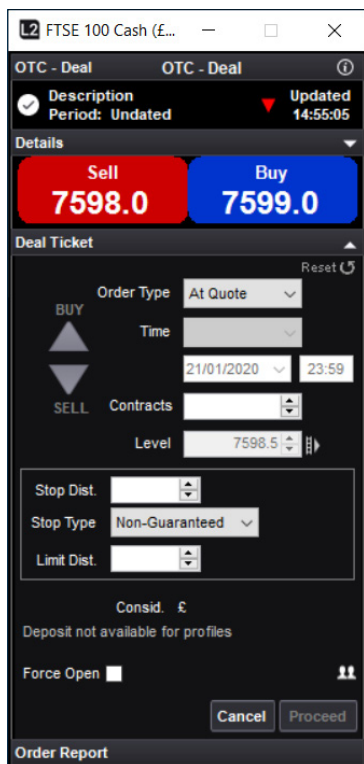 L2 FTSE 100 Cash (£...
OTC - Deal OTC - Deal
Description Updated
Period: Undated 14:55:05
Details
Sell Buy
7598.0 7599.0
Deal Ticket
Reset
Order Type At Quote
BUY
Time
21/01/2020 23:59
SELL Contracts
Level 7598.5
Stop Dist.
Stop Type Non-Guaranteed
Limit Dist.
Consid. £
Deposit not available for profiles
Force Open
Cancel Proceed
Order Report